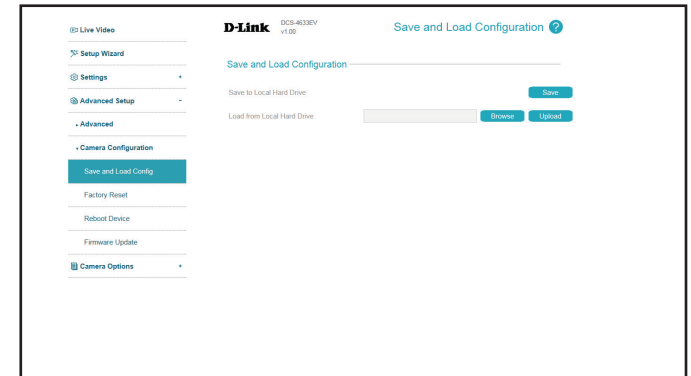 Live Video
Setup Wizard
Settings +
Advanced Setup -
Advanced
Camera Configuration
Save and Load Config
Factory Reset
Reboot Device
Firmware Update
Camera Options +
D-Link DCS-4633EV
v1.00
Save and Load Configuration ?
Save and Load Configuration
Save to Local Hard Drive Save
Load from Local Hard Drive Browse Upload